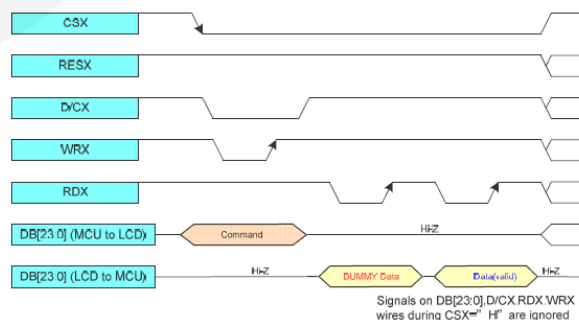 CSX
RESX
D/CX
WRX
RDX
DB[23:0] (MCU to LCD)
Command
Hi-Z
DB[23:0] (LCD to MCU)
Hi-Z
DUMMY Data
Data(valid)
Hi-Z
Signals on DB[23:0],D/CX.RDX WRX
wires during CSX="H" are ignored